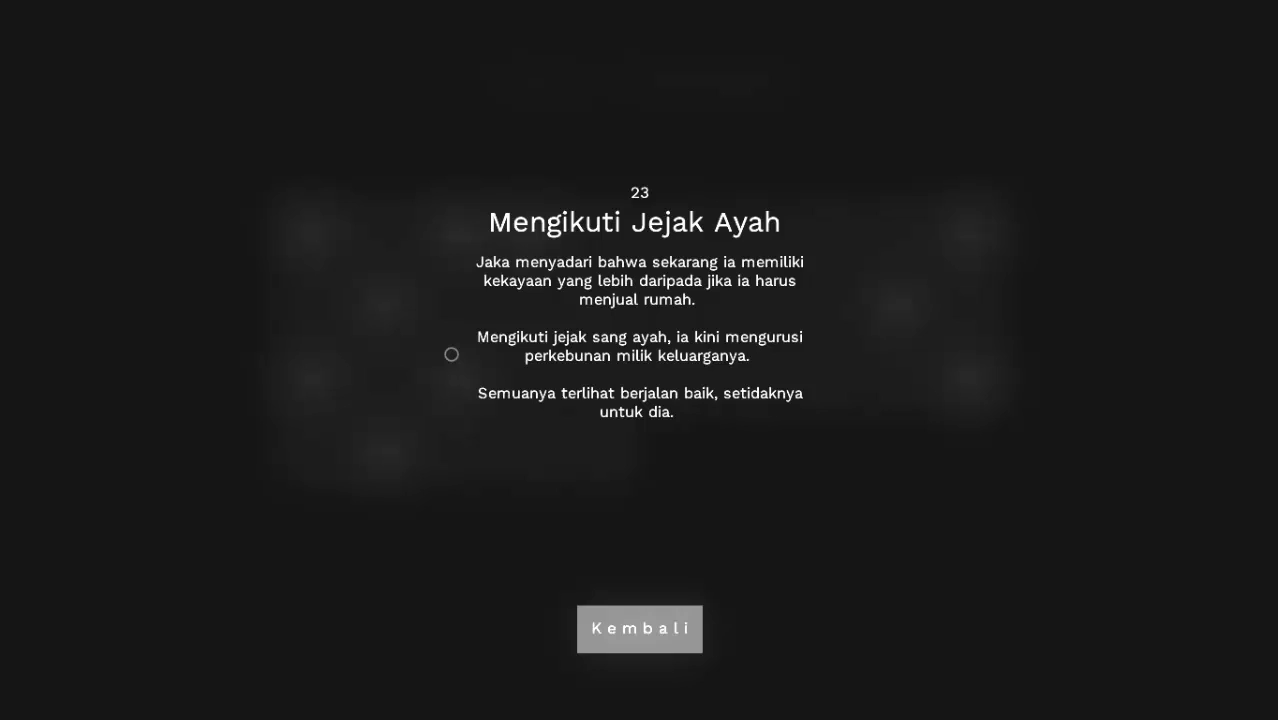 23
Mengikuti Jejak Ayah
Jaka menyadari bahwa sekarang ia memiliki
kekayaan yang lebih daripada jika ia harus
menjual rumah.
Mengikuti jejak sang ayah, ia kini mengurusi
perkebunan milik keluarganya.
Semuanya terlihat berjalan baik, setidaknya
untuk dia.
Kembali